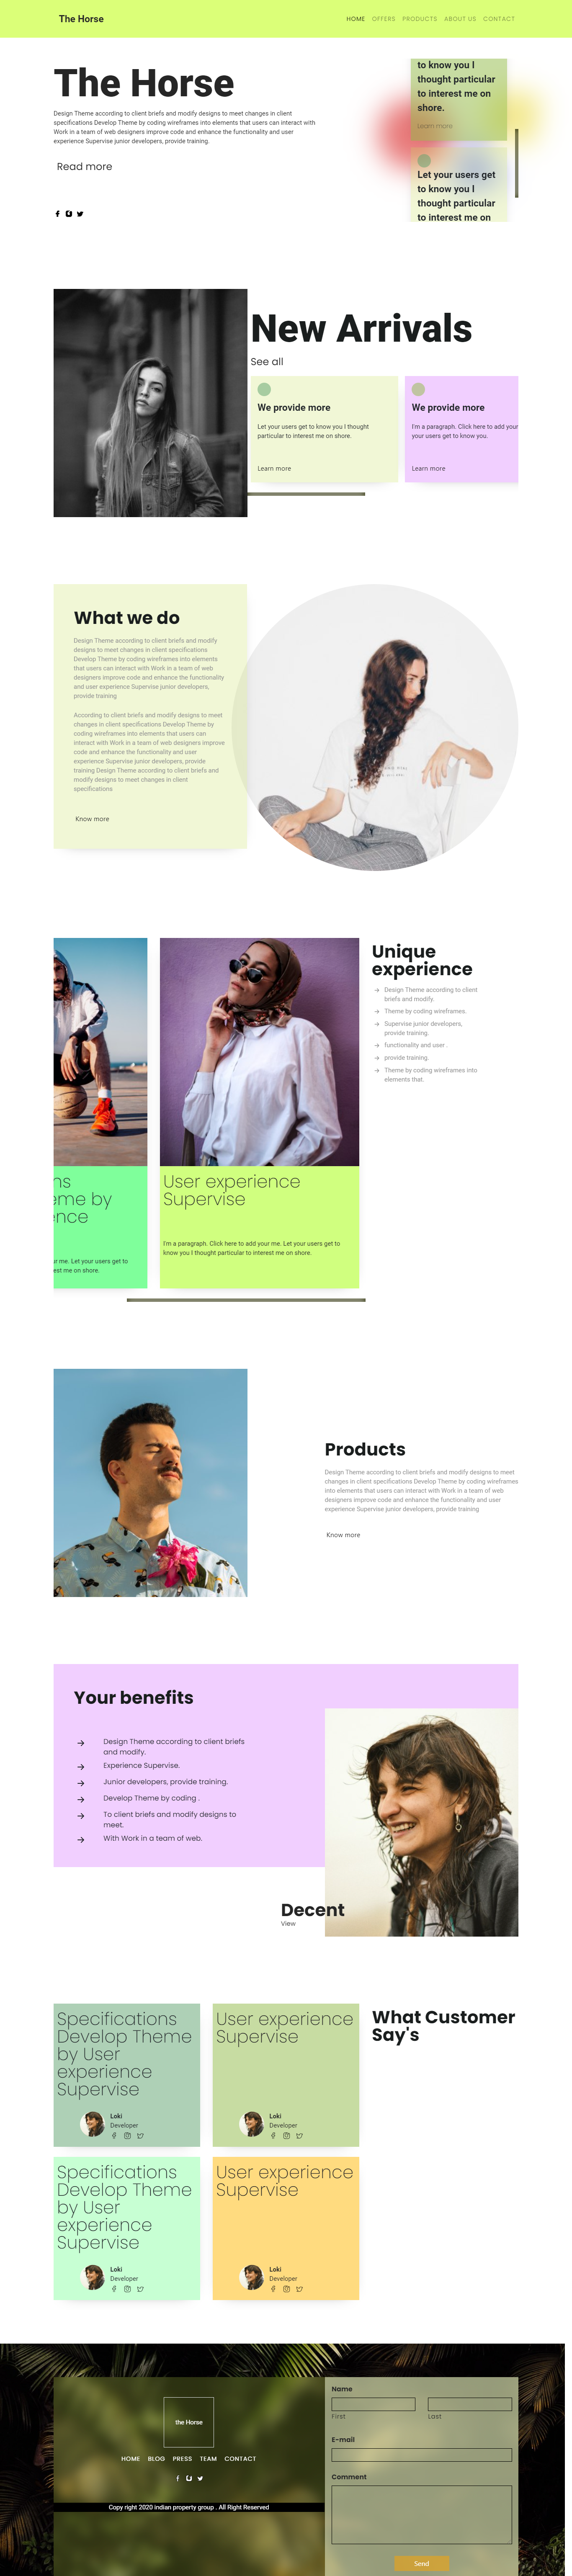 The Horse
HOME OFFERS PRODUCTS ABOUT US CONTACT
The Horse
Design Theme according to client briefs and modify designs to meet changes in client
specifications Develop Theme by coding wireframes into elements that users can interact with
Work in a team of web designers improve code and enhance the functionality and user
experience Supervise junior developers, provide training.
Read more
to know you I
thought particular
to interest me on
shore.
Learn more
Let your users get
to know you I
thought particular
to interest me on
New Arrivals
See all
We provide more
Let your users get to know you I thought
particular to interest me on shore.
Learn more
We provide more
I'm a paragraph. Click here to add your
your users get to know you.
Learn more
What we do
Design Theme according to client briefs and modify
designs to meet changes in client specifications
Develop Theme by coding wireframes into elements
that users can interact with Work in a team of web
designers improve code and enhance the functionality
and user experience Supervise junior developers,
provide training
According to client briefs and modify designs to meet
changes in client specifications Develop Theme by
coding wireframes into elements that users can
interact with Work in a team of web designers improve
code and enhance the functionality and user
experience Supervise junior developers, provide
training Design Theme according to client briefs and
modify designs to meet changes in client
specifications
Know more
ns
eme by
ence
r me. Let your users get to
est me on shore.
User experience
Supervise
I'm a paragraph. Click here to add your me. Let your users get to
know you I thought particular to interest me on shore.
Unique
experience
Design Theme according to client
briefs and modify.
Theme by coding wireframes.
Supervise junior developers,
provide training.
functionality and user .
provide training.
Theme by coding wireframes into
elements that.
Products
Design Theme according to client briefs and modify designs to meet
changes in client specifications Develop Theme by coding wireframes
into elements that users can interact with Work in a team of web
designers improve code and enhance the functionality and user
experience Supervise junior developers, provide training
Know more
Your benefits
Design Theme according to client briefs
and modify.
Experience Supervise.
Junior developers, provide training.
Develop Theme by coding .
To client briefs and modify designs to
meet.
With Work in a team of web.
Decent
View
Specifications
Develop Theme
by User
experience
Supervise
Loki
Developer
User experience
Supervise
Loki
Developer
What Customer
Say's
Specifications
Develop Theme
by User
experience
Supervise
Loki
Developer
User experience
Supervise
Loki
Developer
the Horse
HOME BLOG PRESS TEAM CONTACT
Copy right 2020 indian property group . All Right Reserved
Name
First
Last
E-mail
Comment
Send